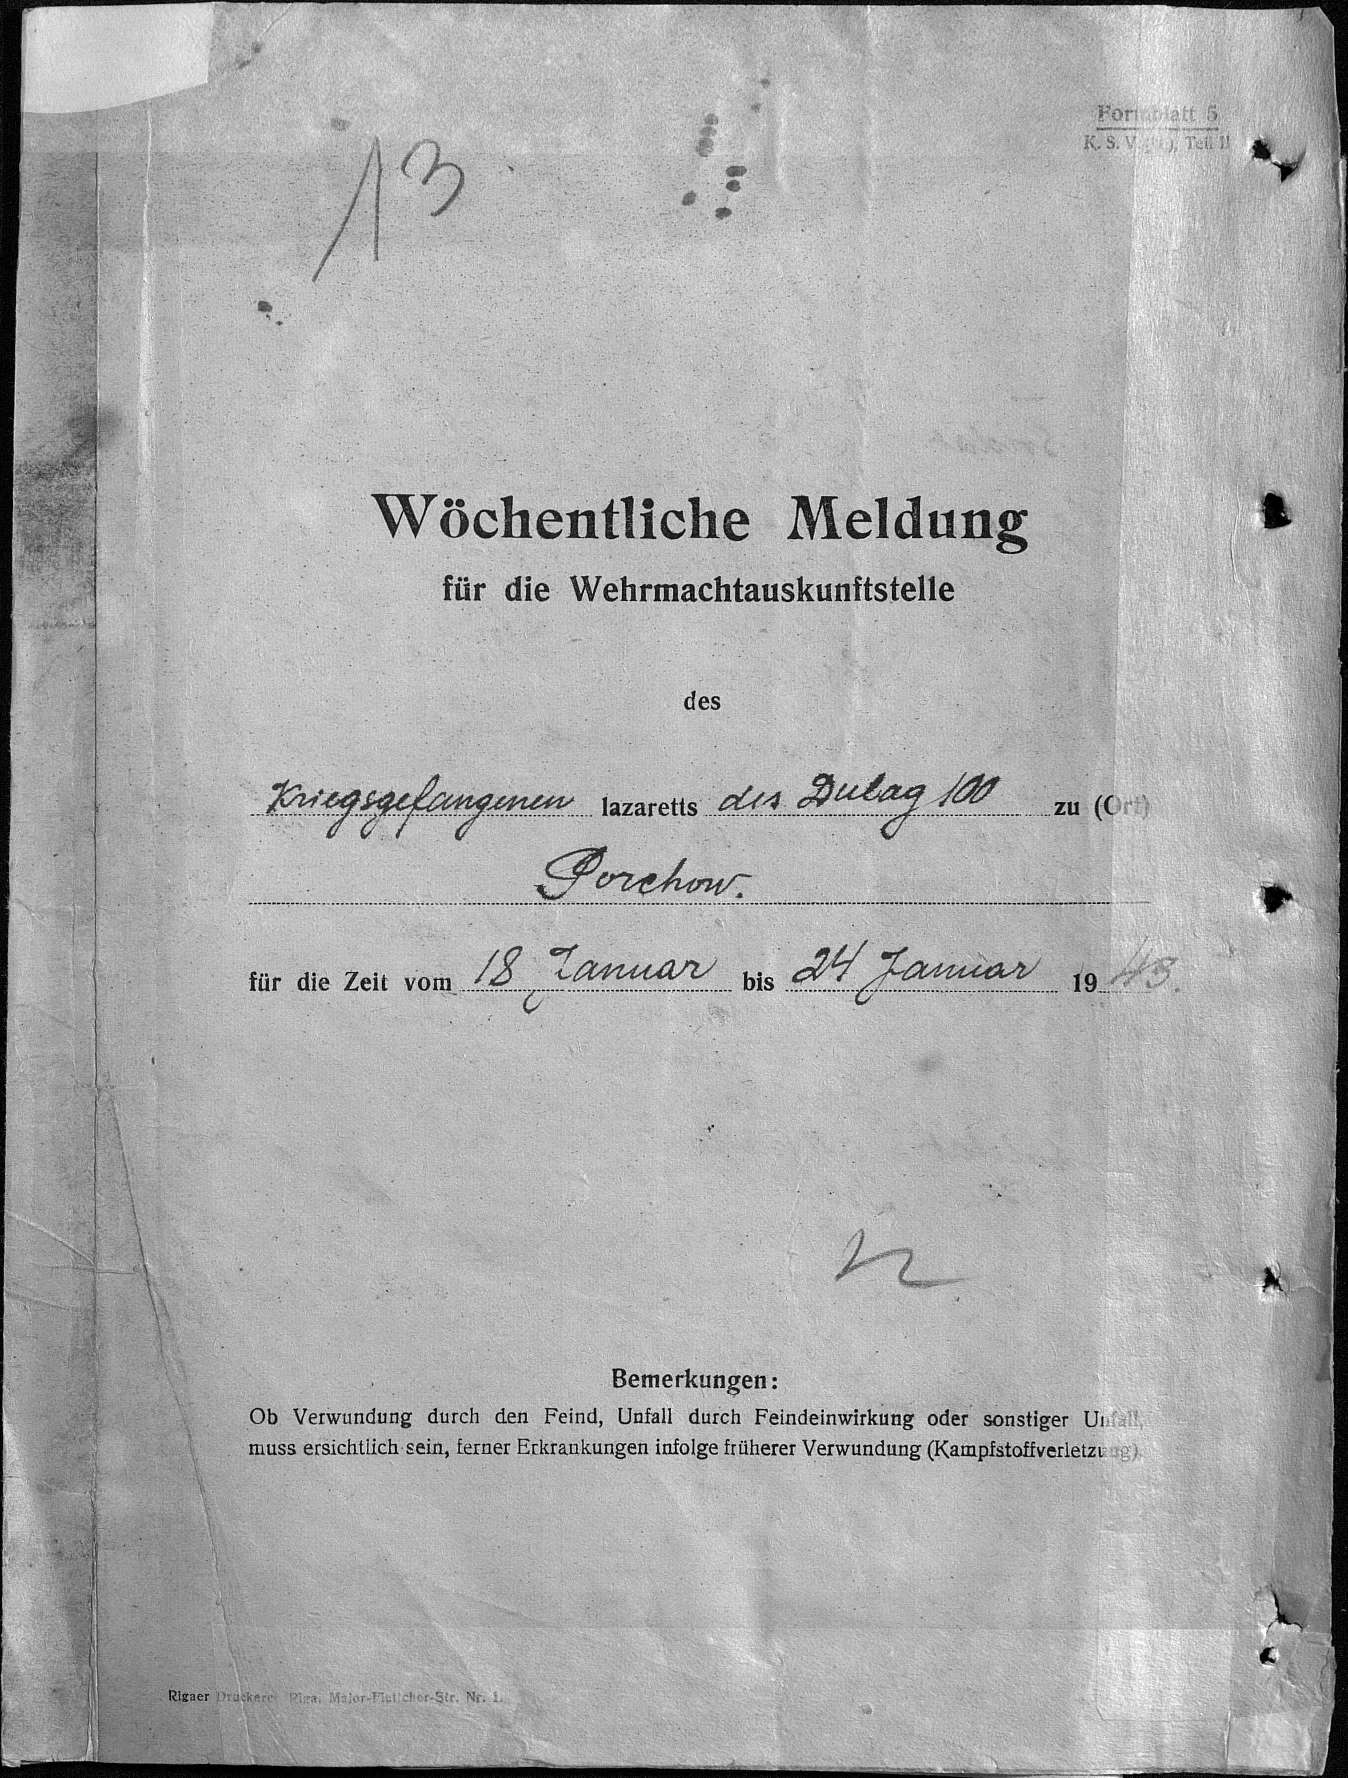 Formblatt 5
K. S. V. Teil II
13
Wöchentliche Meldung
für die Wehrmachtauskunftstelle
des
Kriegsgefangenen lazaretts des Dulag 100 zu (Ort)
Porchow.
für die Zeit vom 18 Januar bis 24 Januar 1943.
Bemerkungen:
Ob Verwundung durch den Feind, Unfall durch Feindeinwirkung oder sonstiger Unfall,
muss ersichtlich sein, ferner Erkrankungen infolge früherer Verwundung (Kampfstoffverletzung).
Rigaer Druckerei Riga, Major-Fletcher-Str. Nr. 1.